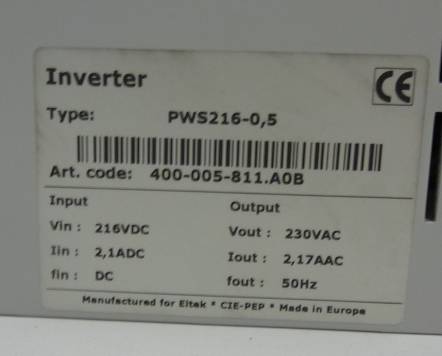 Inverter
CE
Type: PWS216-0,5
Art. code: 400-005-811.A0B
Input Output
Vin : 216VDC Vout : 230VAC
Iin : 2,1ADC Iout : 2,17AAC
fin : DC fout : 50Hz
Manufactured for Eltek * CIE-PEP * Made in Europe